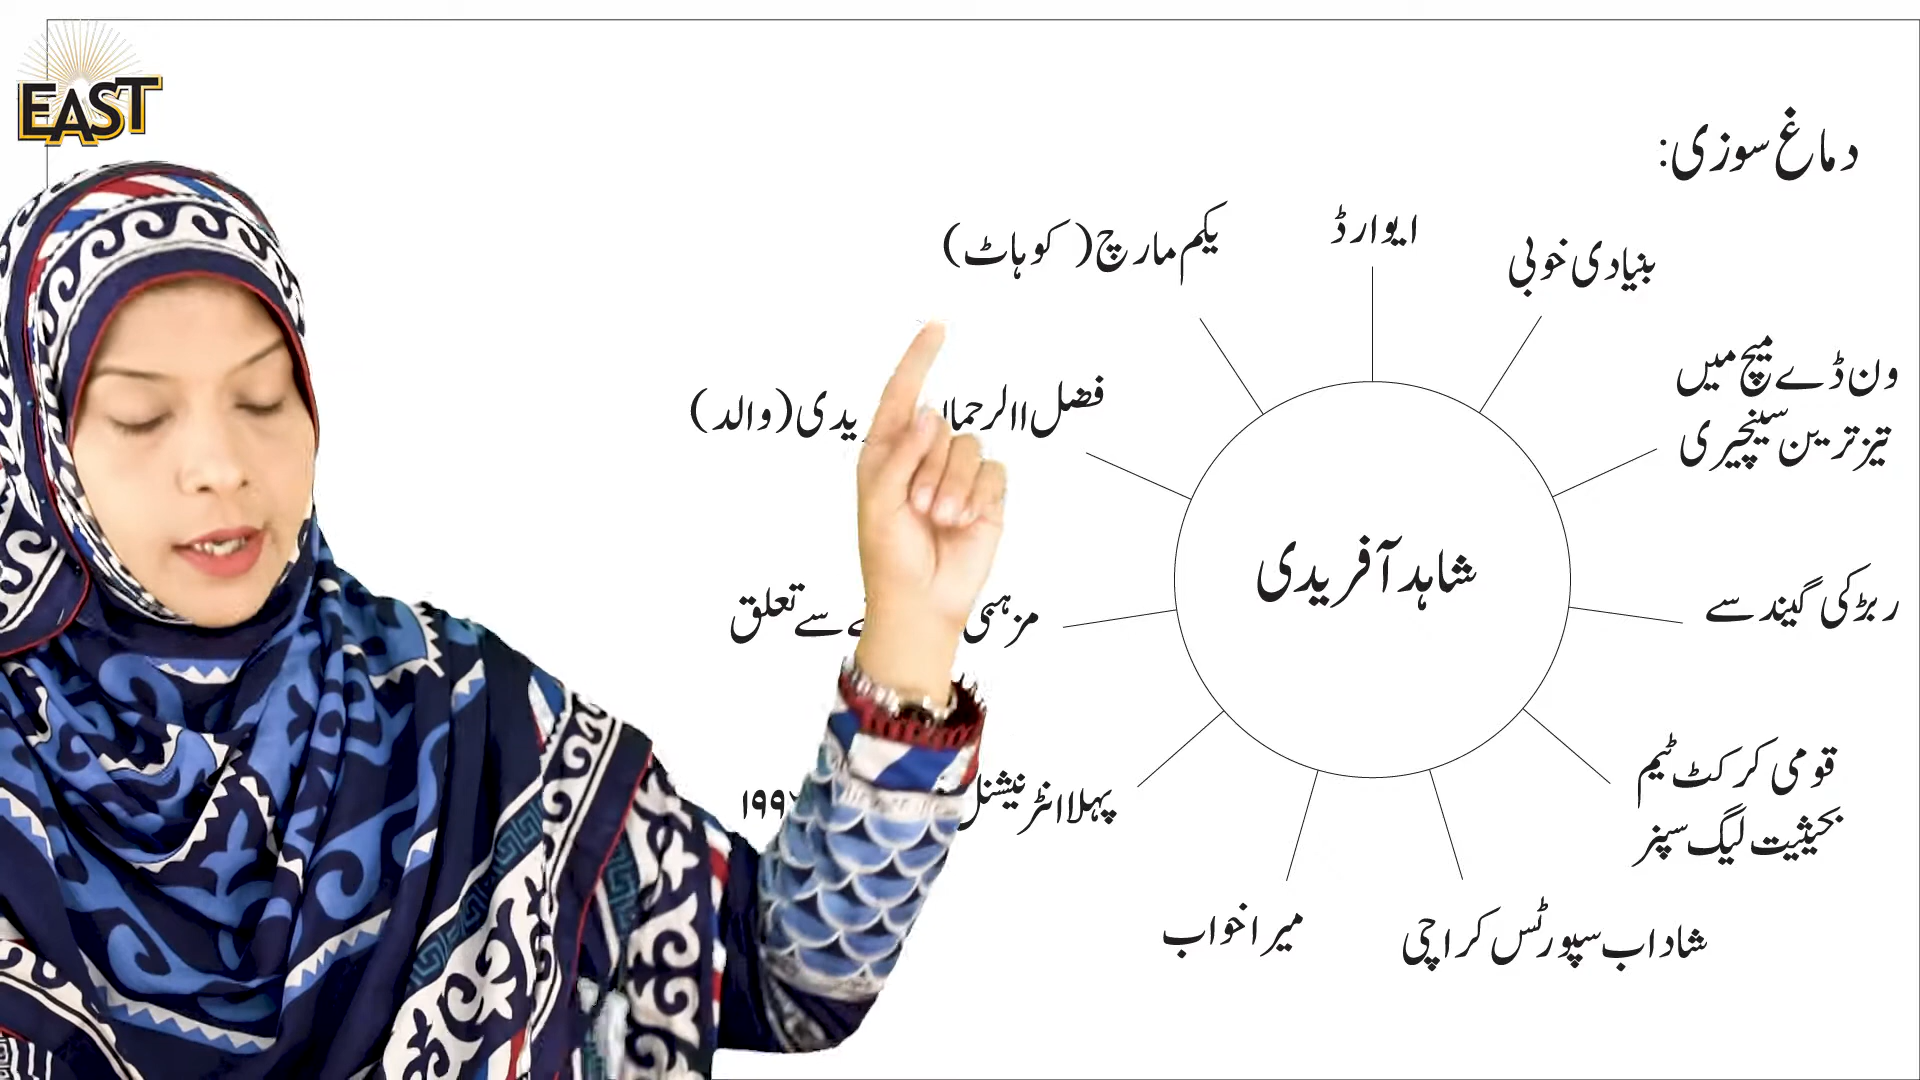 EAST
دماغ سوزی:
ایوارڈ
بنیادی خوبی
ون ڈے میچ میں
تیز ترین سینچیری
ربڑ کی گیند سے
قومی کرکٹ ٹیم
بحیثیت لیگ سپنر
شاداب سپورٹس کراچی
میرا خواب
پہلا انٹرنیشنل
مزہبی سے تعلق
فضل االرحما یدی (والد)
یکم مارچ (کوہاٹ)
شاہد آفریدی